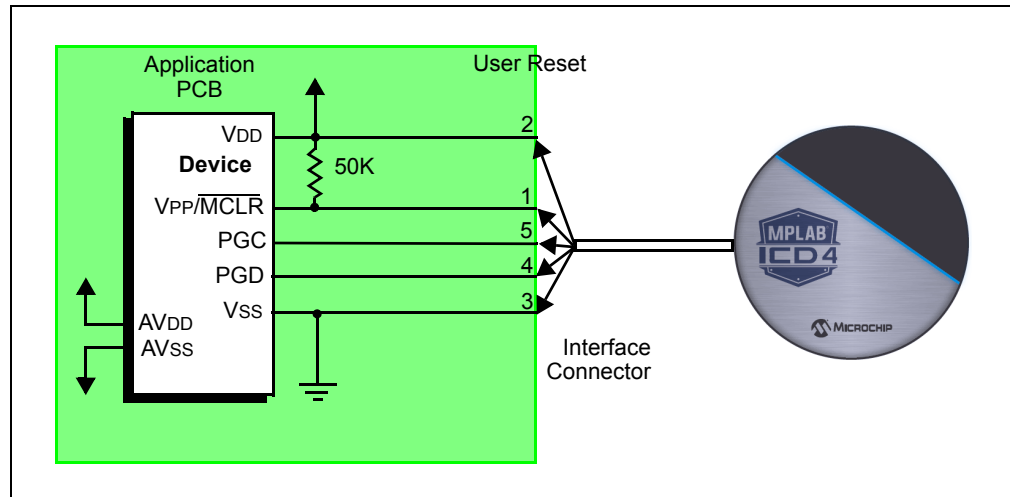 Application
PCB
User Reset
VDD
2
Device
50K
VPP/MCLR
1
PGC
5
PGD
4
VSS
3
AVDD
AVSS
Interface
Connector
MPLAB
ICD 4
MICROCHIP